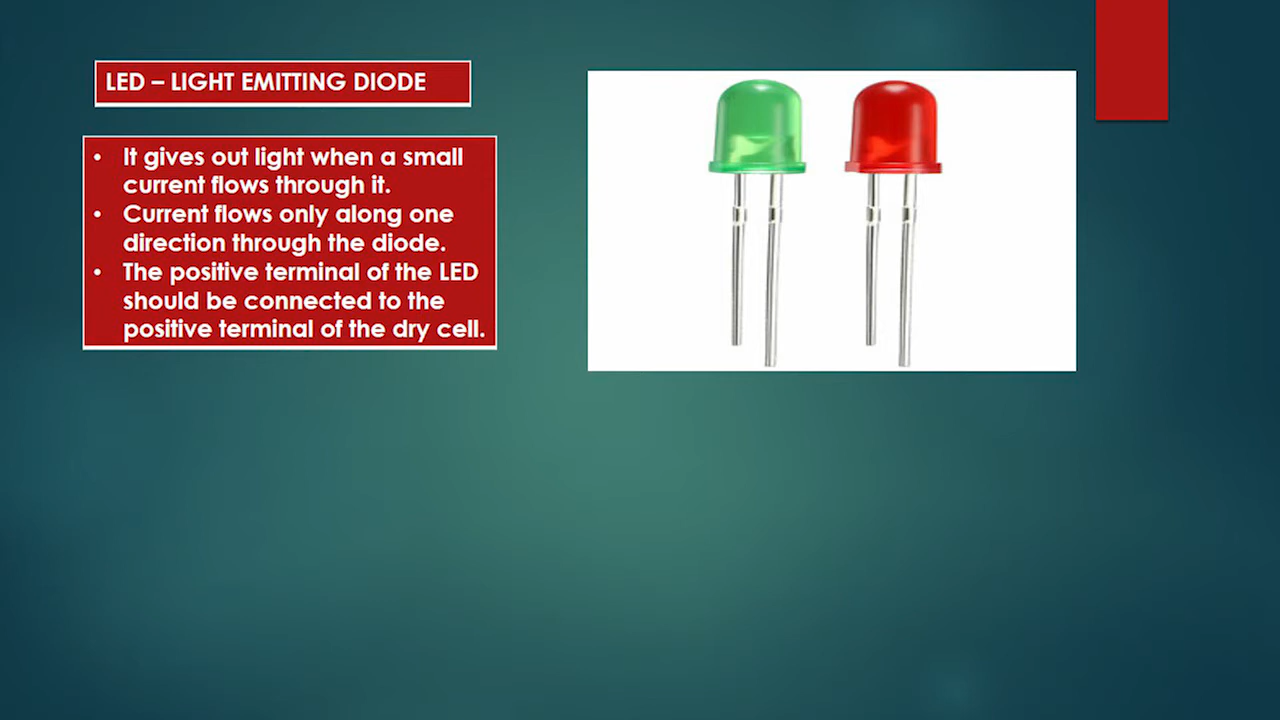 LED – LIGHT EMITTING DIODE
• It gives out light when a small
current flows through it.
• Current flows only along one
direction through the diode.
• The positive terminal of the LED
should be connected to the
positive terminal of the dry cell.